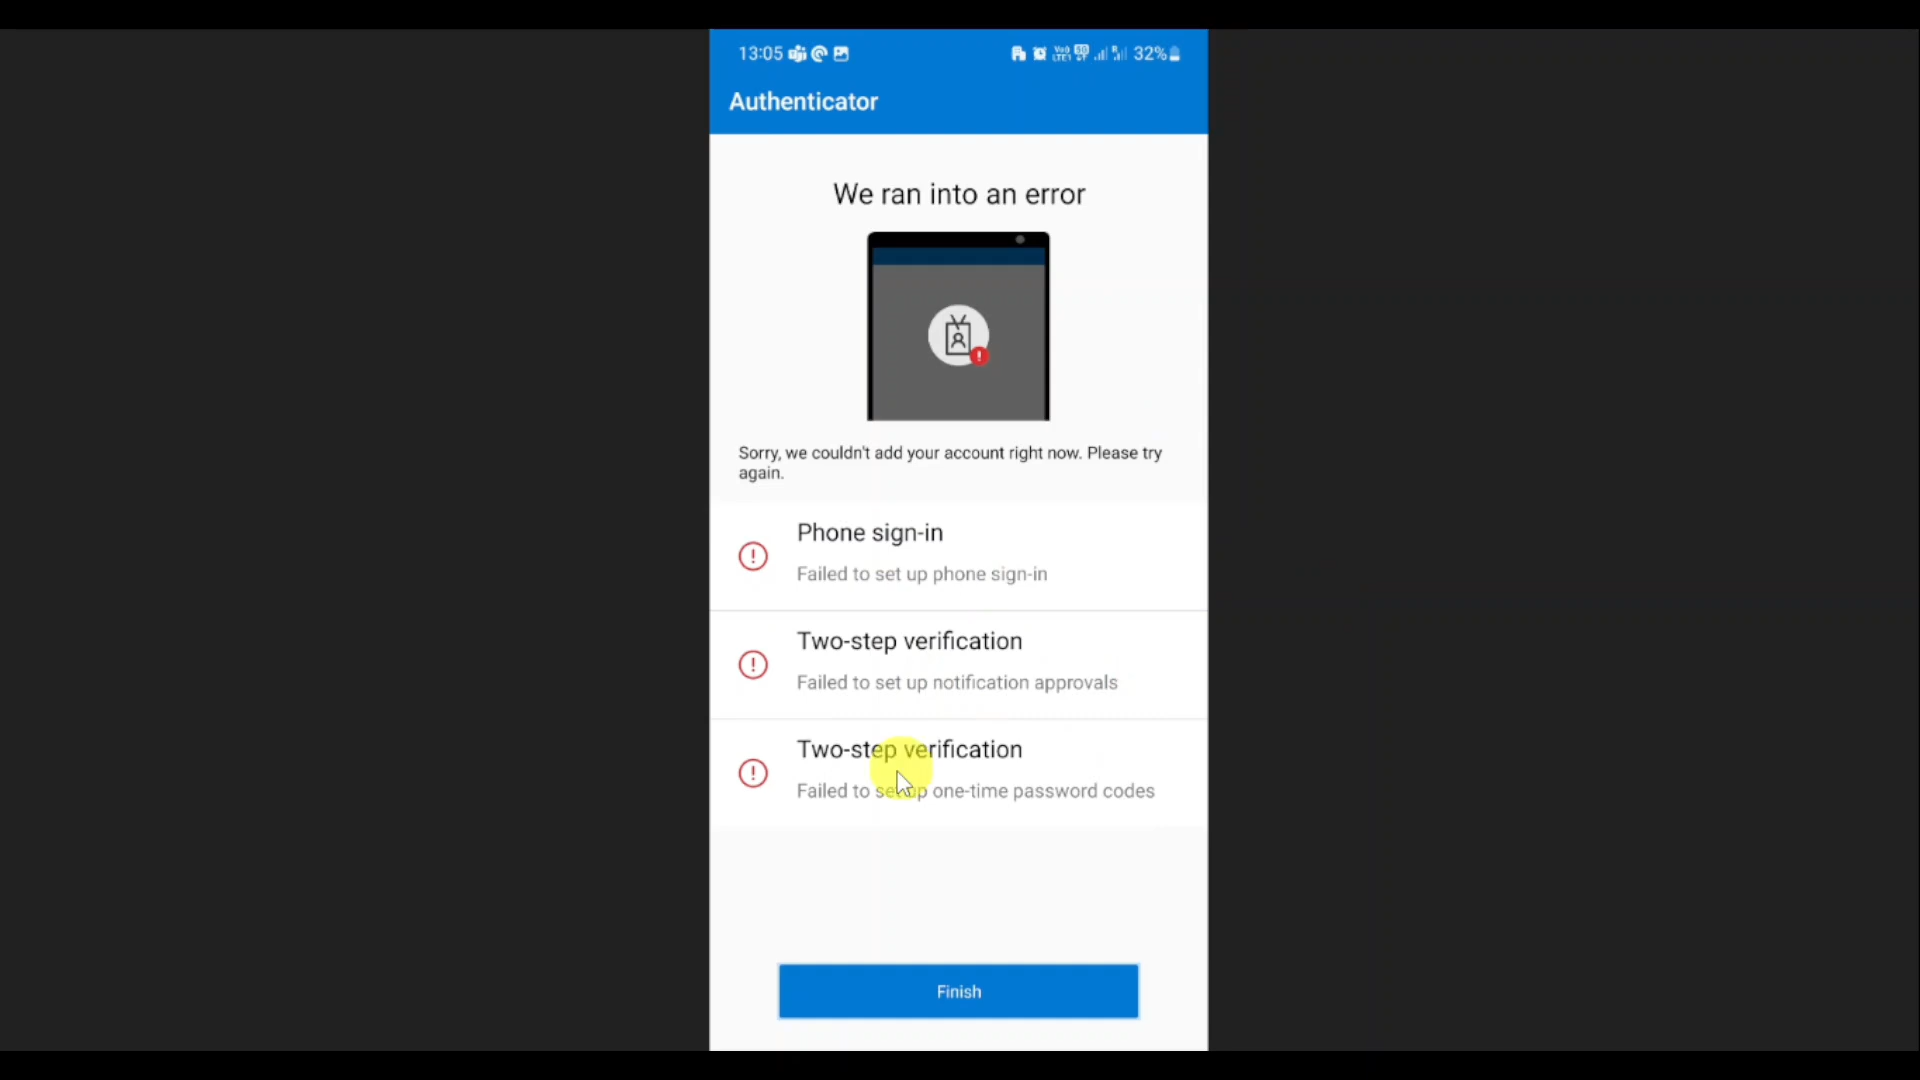 13:05 32%
Authenticator
We ran into an error
Sorry, we couldn't add your account right now. Please try
again.
Phone sign-in
Failed to set up phone sign-in
Two-step verification
Failed to set up notification approvals
Two-step verification
Failed to set up one-time password codes
Finish